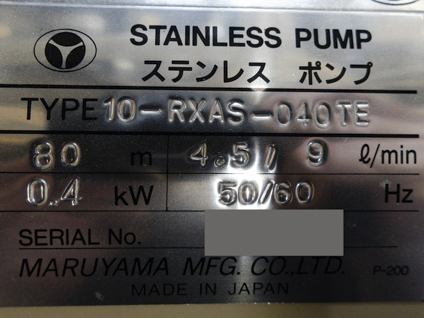 STAINLESS PUMP
ステンレス ポンプ
TYPE 10-RXAS-040TE
80 m 4.5/ 9 ℓ/min
0.4 kW 50/60 Hz
SERIAL No.
MARUYAMA MFG. CO.,LTD. P-200
MADE IN JAPAN